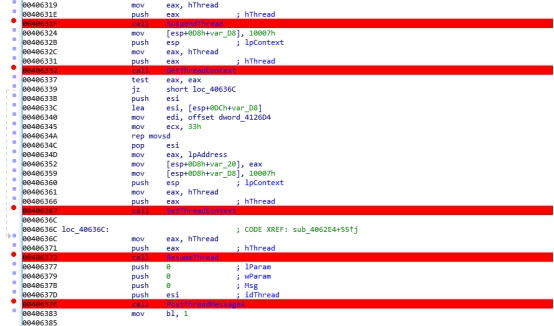 00406319 mov eax, hThread
0040631E push eax ; hThread
0040631F call SuspendThread
00406324 mov [esp+0D8h+var_D8], 10007h
0040632B push esp ; lpContext
0040632C mov eax, hThread
00406331 push eax ; hThread
00406332 call GetThreadContext
00406337 test eax, eax
00406339 jz short loc_40636C
0040633B push esi
0040633C lea esi, [esp+0DCh+var_D8]
00406340 mov edi, offset dword_4126D4
00406345 mov ecx, 33h
0040634A rep movsd
0040634C pop esi
0040634D mov eax, lpAddress
00406352 mov [esp+0D8h+var_20], eax
00406359 mov [esp+0D8h+var_D8], 10007h
00406360 push esp ; lpContext
00406361 mov eax, hThread
00406366 push eax ; hThread
00406367 call SetThreadContext
0040636C
0040636C loc_40636C: ; CODE XREF: sub_4062E4+55↑j
0040636C mov eax, hThread
00406371 push eax ; hThread
00406372 call ResumeThread
00406377 push 0 ; lParam
00406379 push 0 ; wParam
0040637B push 0 ; Msg
0040637D push esi ; idThread
0040637E call PostThreadMessageA
00406383 mov bl, 1
00406385